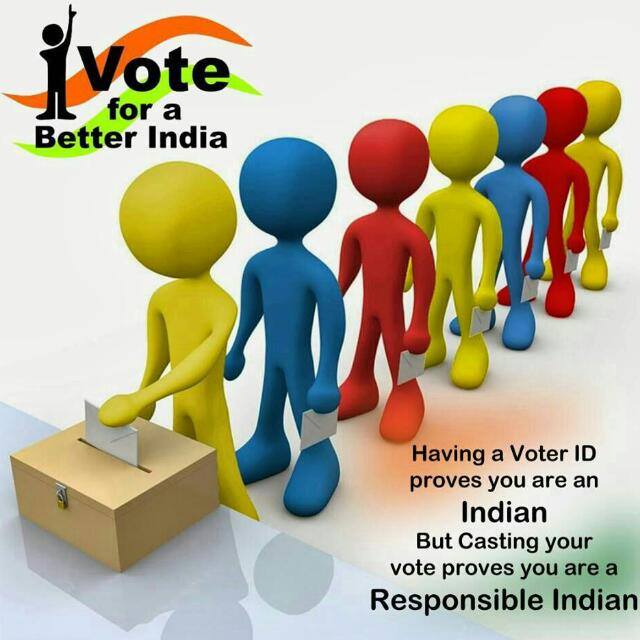 Vote
for a
Better India
Having a Voter ID
proves you are an
Indian
But Casting your
vote proves you are a
Responsible Indian